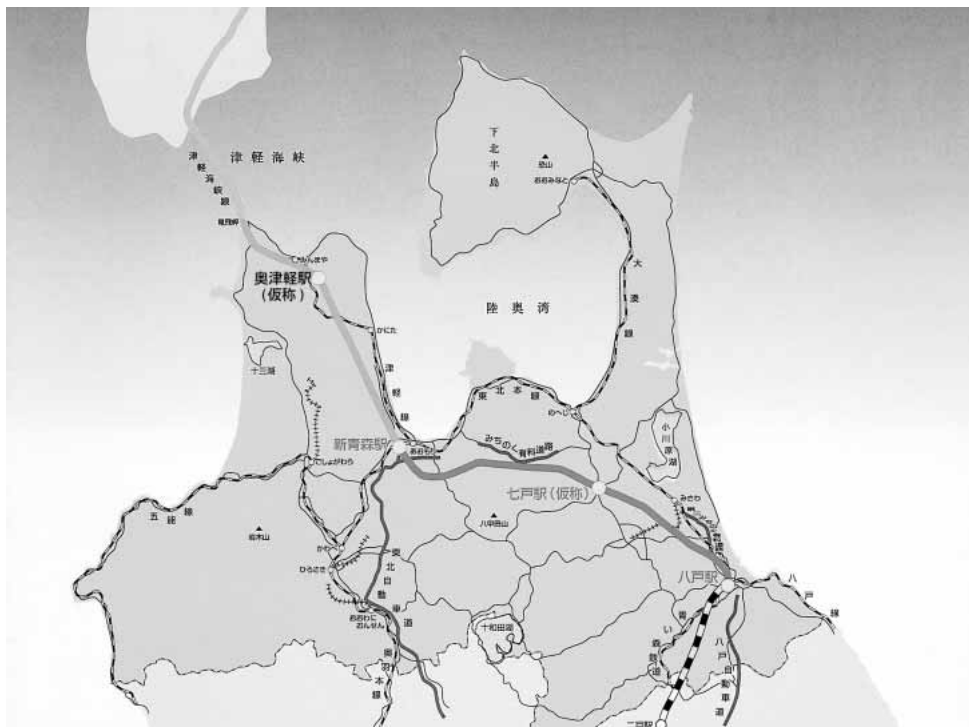 津軽海峡
津軽海峡線
竜飛岬
下北半島
恐山
おおみなと
大湊線
奥津軽駅
(仮称)
陸奥湾
かにた
十三湖
津軽線
東北本線
のへじ
小川原湖
新青森駅
あおもり
みちのく有料道路
ごしょがわら
七戸駅(仮称)
みさわ
五能線
岩木山
八甲田山
かわべ
ひろさき
東北自動車道
八戸駅
八戸線
おおわに
おんせん
十和田湖
奥羽本線
青い森鉄道
八戸自動車道
二戸駅